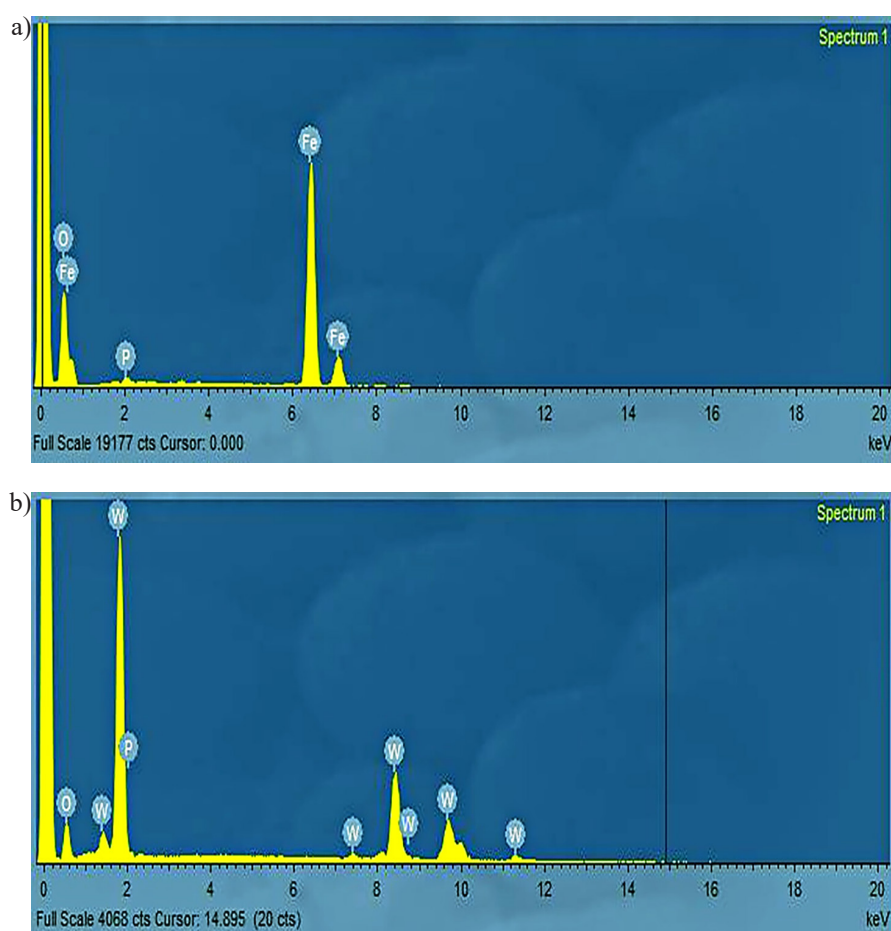 a)
Spectrum 1
Fe
O
Fe
Fe
P
0 2 4 6 8 10 12 14 16 18 20
Full Scale 19177 cts Cursor: 0.000 keV
b)
Spectrum 1
W
P
W
O W W W
W W
0 2 4 6 8 10 12 14 16 18 20
Full Scale 4068 cts Cursor: 14.895 (20 cts) keV